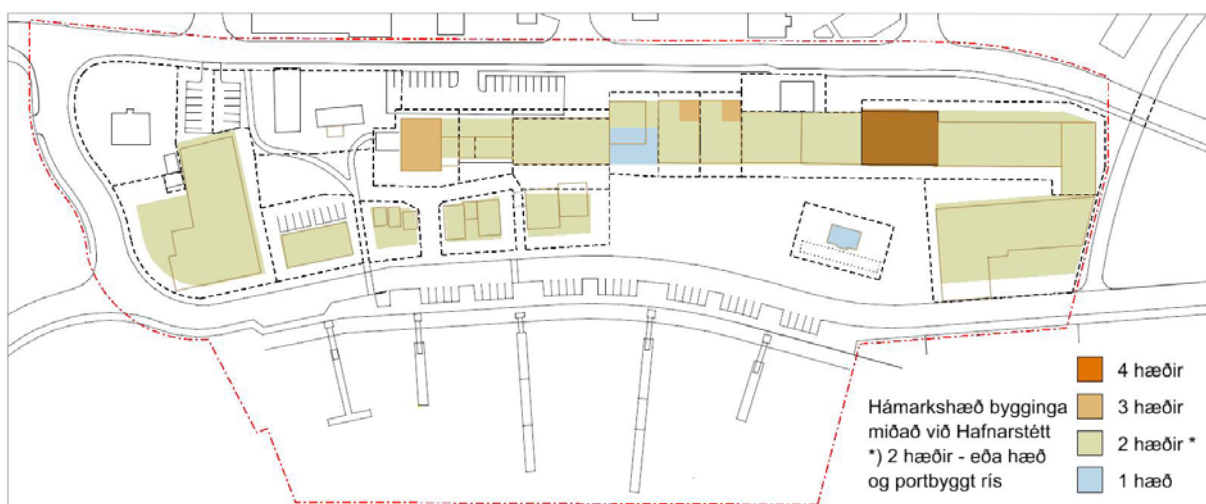 Hámarkshæð bygginga
miðað við Hafnarstétt
*) 2 hæðir - eða hæð
og portbyggt rís
4 hæðir
3 hæðir
2 hæðir *
1 hæð